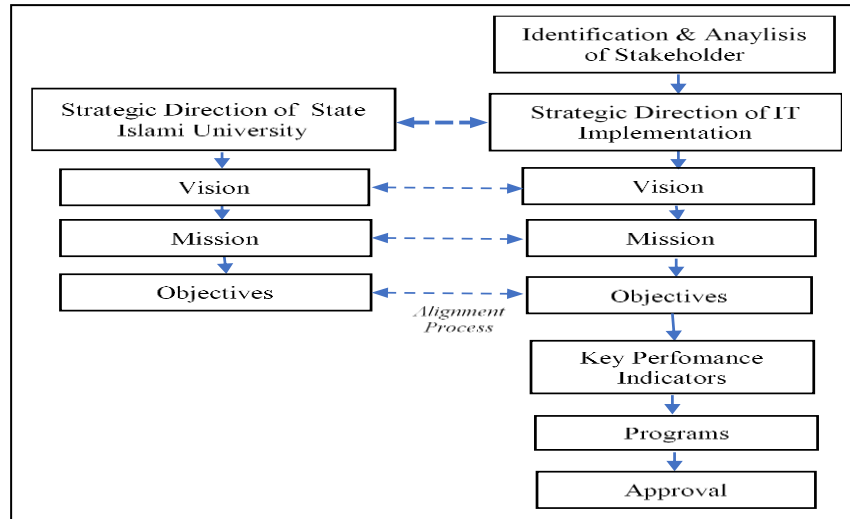 Identification & Anaylisis
of Stakeholder
Strategic Direction of State
Islami University
Strategic Direction of IT
Implementation
Vision
Vision
Mission
Mission
Objectives
Objectives
Alignment
Process
Key Perfomance
Indicators
Programs
Approval